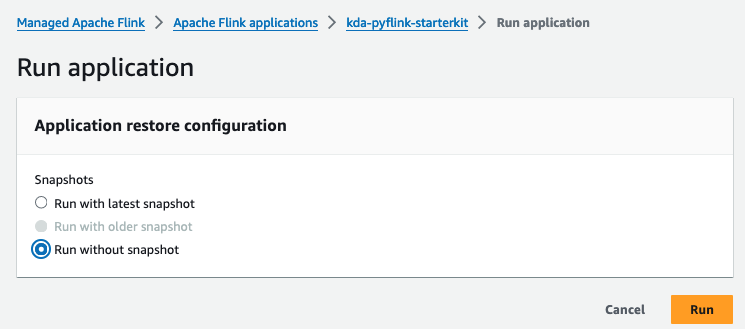 Managed Apache Flink > Apache Flink applications > kda-pyflink-starterkit > Run application
Run application
Application restore configuration
Snapshots
Run with latest snapshot
Run with older snapshot
Run without snapshot
Cancel Run